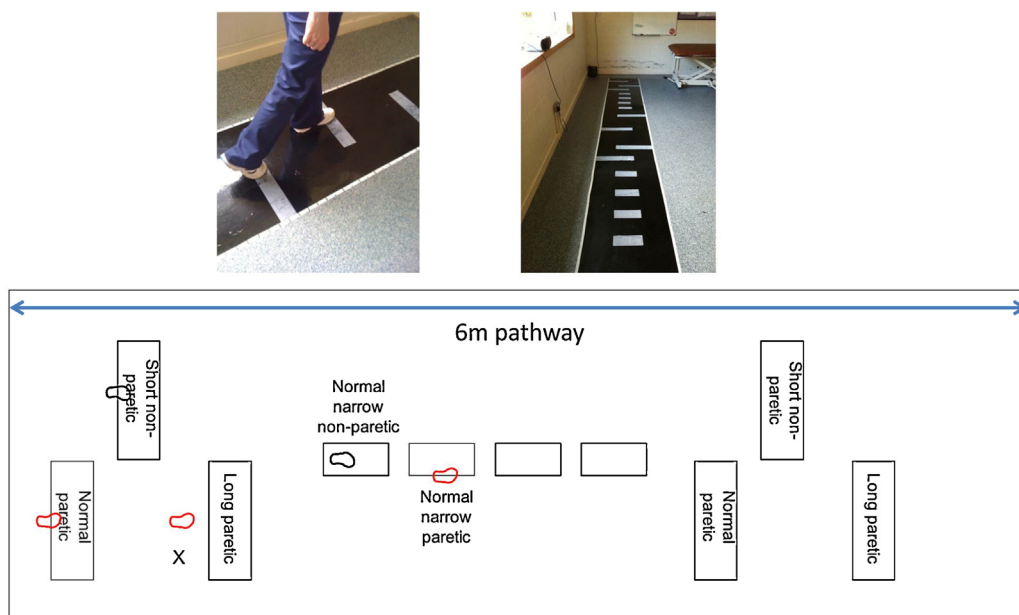 6m pathway
Short non-
paretic
Normal
paretic
X
Long paretic
Normal
narrow
non-paretic
Normal
narrow
paretic
Normal
paretic
Short non-
paretic
Long paretic